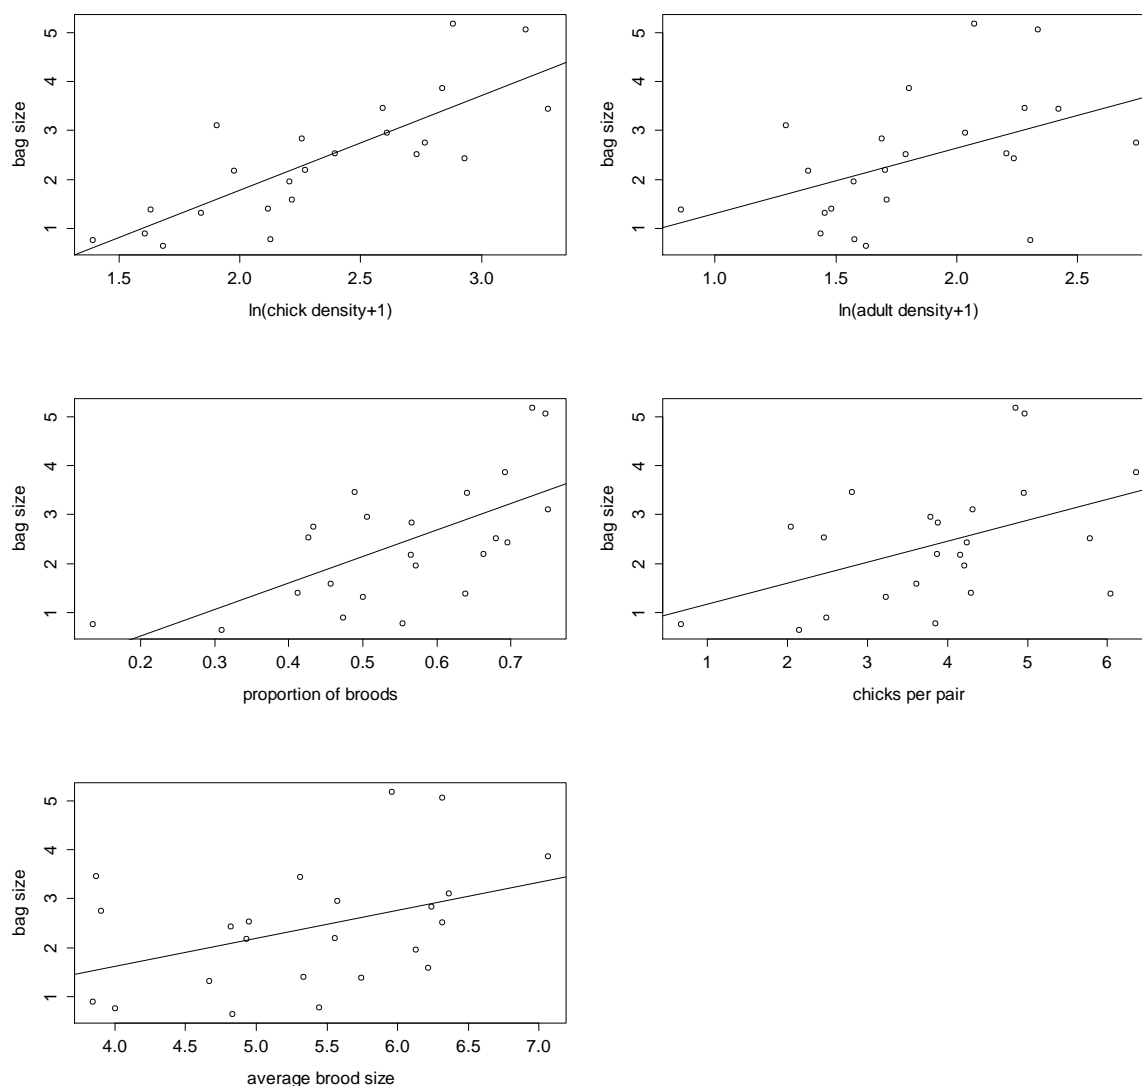 bag size
5
4
3
2
1
1.5 2.0 2.5 3.0
ln(chick density+1)
bag size
5
4
3
2
1
1.0 1.5 2.0 2.5
ln(adult density+1)
bag size
5
4
3
2
1
0.2 0.3 0.4 0.5 0.6 0.7
proportion of broods
bag size
5
4
3
2
1
1 2 3 4 5 6
chicks per pair
bag size
5
4
3
2
1
4.0 4.5 5.0 5.5 6.0 6.5 7.0
average brood size